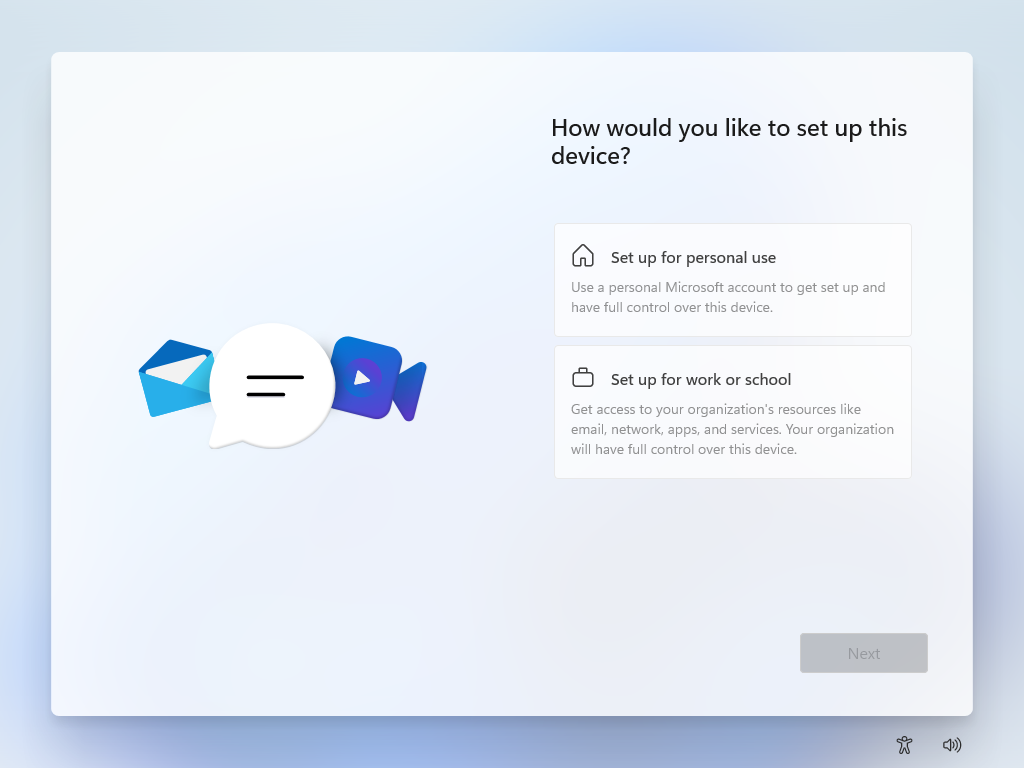 How would you like to set up this
device?
Set up for personal use
Use a personal Microsoft account to get set up and
have full control over this device.
Set up for work or school
Get access to your organization's resources like
email, network, apps, and services. Your organization
will have full control over this device.
Next